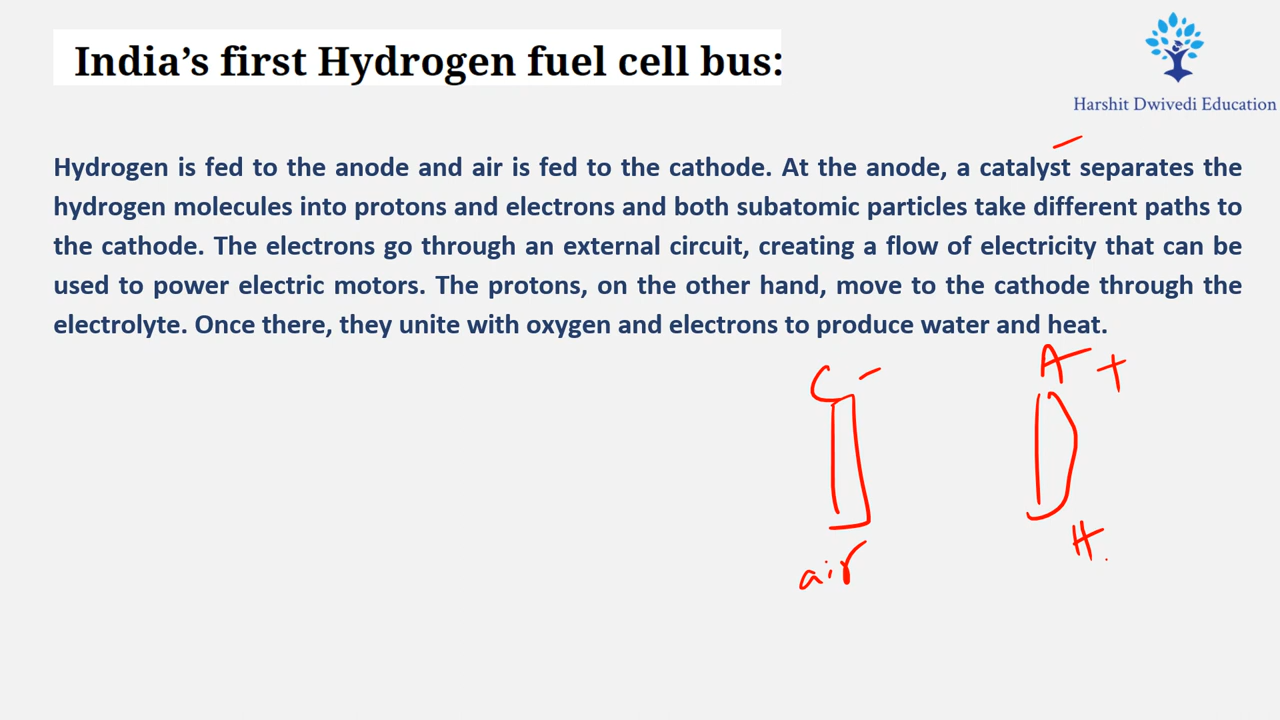 India's first Hydrogen fuel cell bus:
Harshit Dwivedi Education
Hydrogen is fed to the anode and air is fed to the cathode. At the anode, a catalyst separates the
hydrogen molecules into protons and electrons and both subatomic particles take different paths to
the cathode. The electrons go through an external circuit, creating a flow of electricity that can be
used to power electric motors. The protons, on the other hand, move to the cathode through the
electrolyte. Once there, they unite with oxygen and electrons to produce water and heat.
C - A +
air H